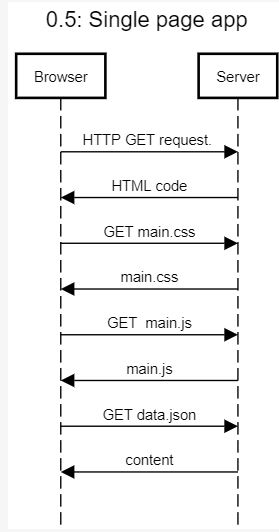 0.5: Single page app
Browser Server
HTTP GET request.
HTML code
GET main.css
main.css
GET  main.js
main.js
GET data.json
content